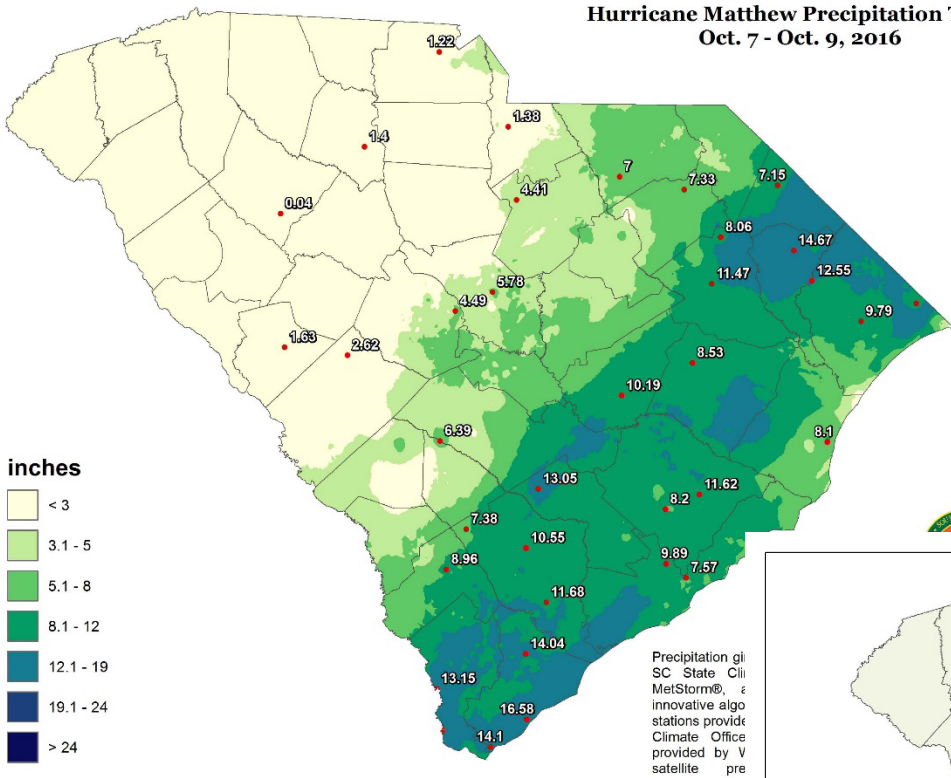 Hurricane Matthew Precipitation
Oct. 7 - Oct. 9, 2016
1.22
1.38
1.4
7
7.33
7.15
4.41
0.04
8.06
14.67
11.47
12.55
5.78
4.49
9.79
1.63
2.62
8.53
10.19
6.39
8.1
13.05
11.62
8.2
7.38
10.55
8.96
9.89
7.57
11.68
14.04
13.15
16.58
14.1
inches
< 3
3.1 - 5
5.1 - 8
8.1 - 12
12.1 - 19
19.1 - 24
> 24
Precipitation
SC State
MetStorm®,
innovative
stations
Climate Office
provided by
satellite